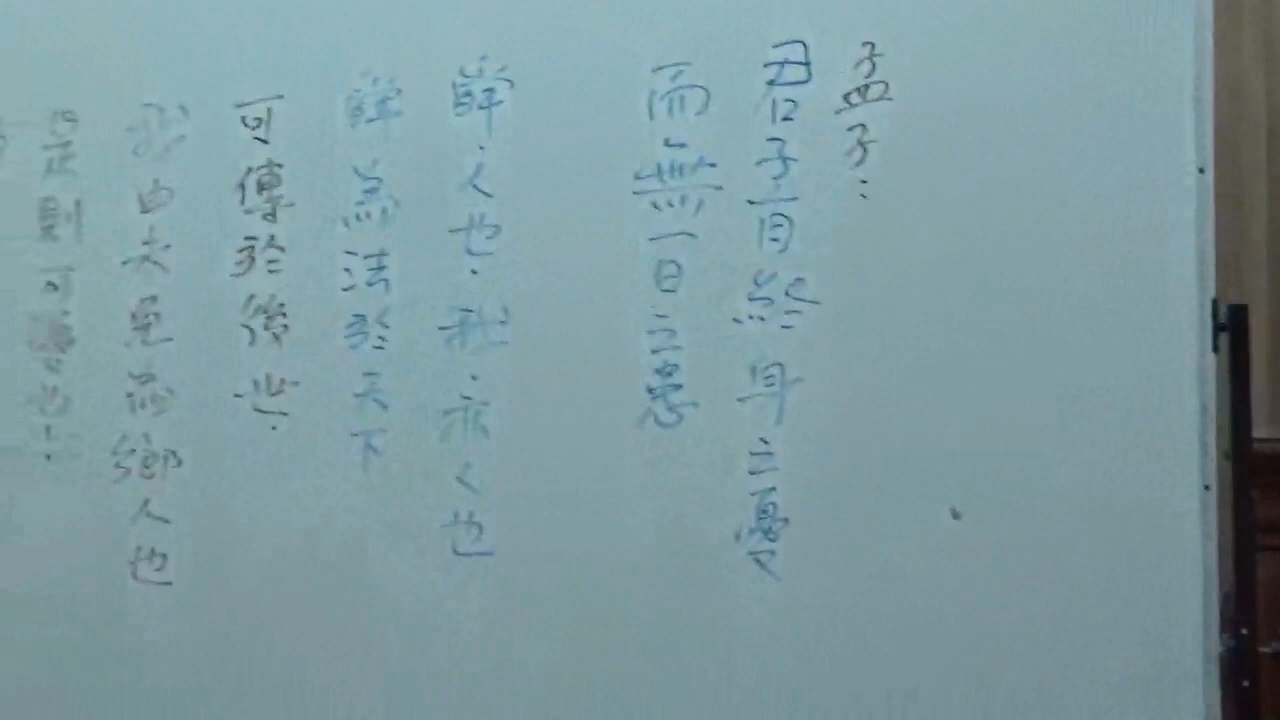 孟子：
君子有終身之憂
而無一日之患
舜．人也．我．亦人也
舜為法於天下
可傳於後世．
我由未免為鄉人也
是則可憂也